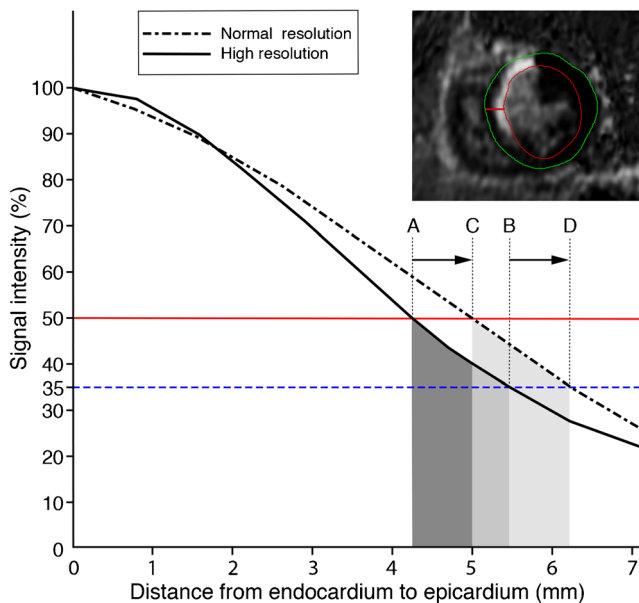 Normal resolution
High resolution
100
90
80
70
60
50
40
35
30
20
10
0
Signal intensity (%)
A
C
B
D
0
1
2
3
4
5
6
7
Distance from endocardium to epicardium (mm)